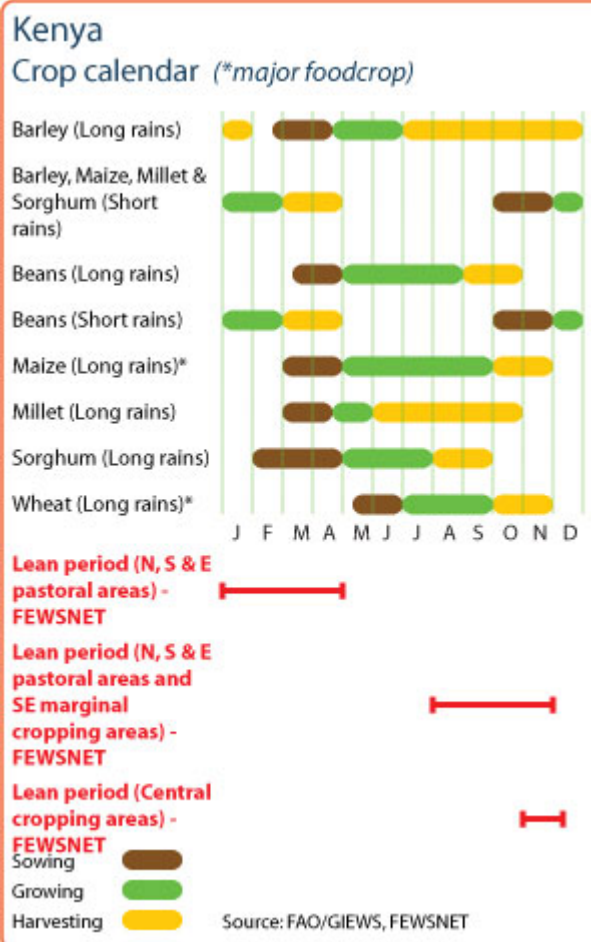 Kenya
Crop calendar (*major foodcrop)
Barley (Long rains)
Barley, Maize, Millet &
Sorghum (Short
rains)
Beans (Long rains)
Beans (Short rains)
Maize (Long rains)*
Millet (Long rains)
Sorghum (Long rains)
Wheat (Long rains)*
J F M A M J J A S O N D
Lean period (N, S & E
pastoral areas) -
FEWSNET
Lean period (N, S & E
pastoral areas and
SE marginal
cropping areas) -
FEWSNET
Lean period (Central
cropping areas) -
FEWSNET
Sowing
Growing
Harvesting
Source: FAO/GIEWS, FEWSNET